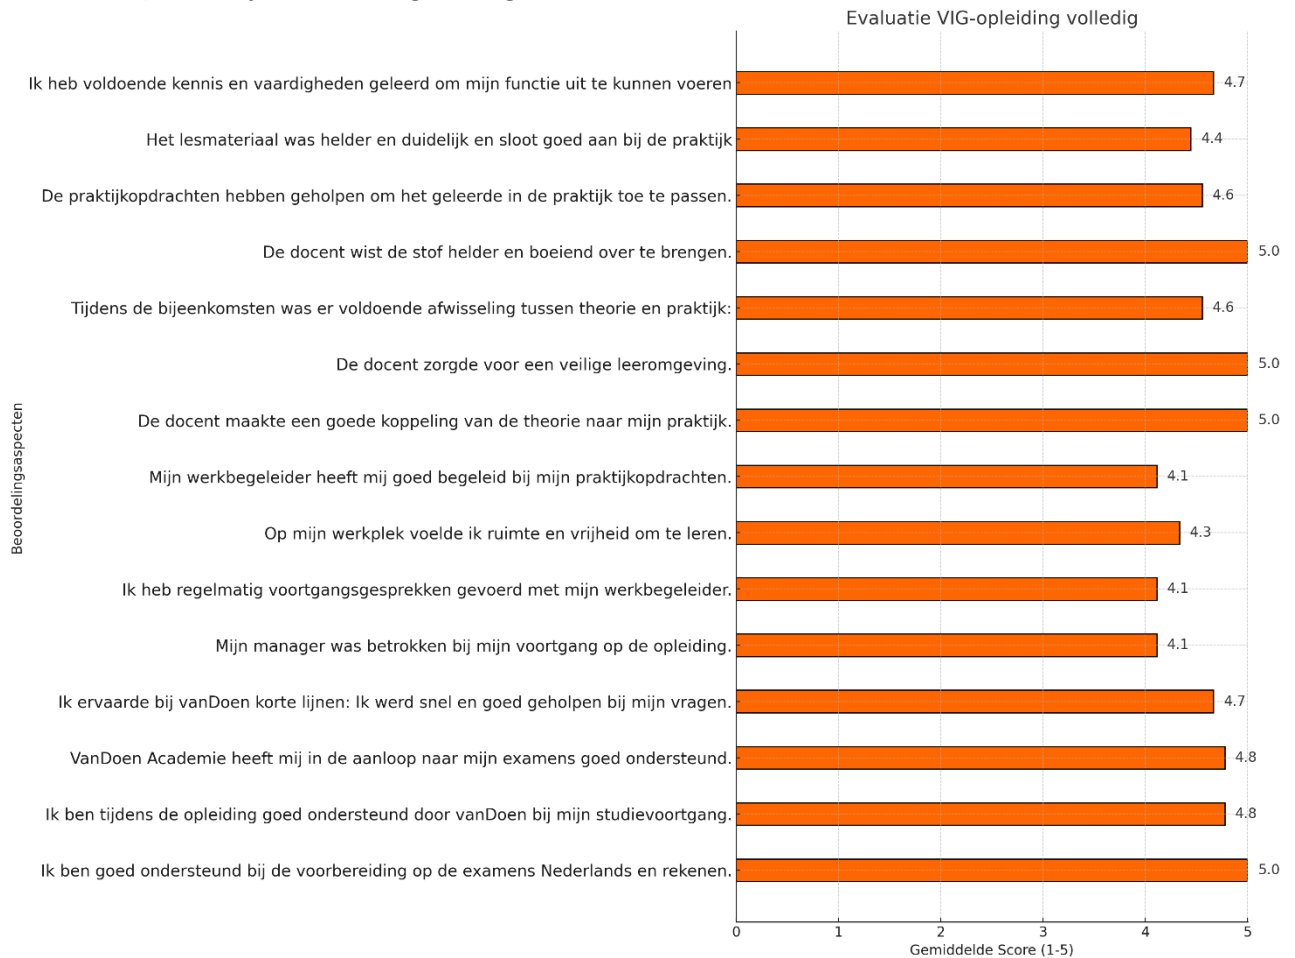 Evaluatie VIG-opleiding volledig
Ik heb voldoende kennis en vaardigheden geleerd om mijn functie uit te kunnen voeren 4.7
Het lesmateriaal was helder en duidelijk en sloot goed aan bij de praktijk 4.4
De praktijkopdrachten hebben geholpen om het geleerde in de praktijk toe te passen. 4.6
De docent wist de stof helder en boeiend over te brengen. 5.0
Tijdens de bijeenkomsten was er voldoende afwisseling tussen theorie en praktijk: 4.6
De docent zorgde voor een veilige leeromgeving. 5.0
De docent maakte een goede koppeling van de theorie naar mijn praktijk. 5.0
Mijn werkbegeleider heeft mij goed begeleid bij mijn praktijkopdrachten. 4.1
Op mijn werkplek voelde ik ruimte en vrijheid om te leren. 4.3
Ik heb regelmatig voortgangsgesprekken gevoerd met mijn werkbegeleider. 4.1
Mijn manager was betrokken bij mijn voortgang op de opleiding. 4.1
Ik ervaarde bij vanDoen korte lijnen: Ik werd snel en goed geholpen bij mijn vragen. 4.7
VanDoen Academie heeft mij in de aanloop naar mijn examens goed ondersteund. 4.8
Ik ben tijdens de opleiding goed ondersteund door vanDoen bij mijn studievoortgang. 4.8
Ik ben goed ondersteund bij de voorbereiding op de examens Nederlands en rekenen. 5.0
Beoordelingsaspecten
0 1 2 3 4 5
Gemiddelde Score (1-5)